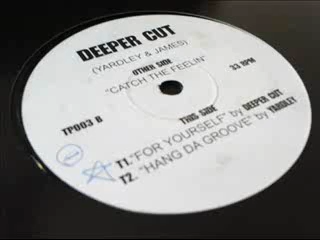 DEEPER CUT
(YARDLEY & JAMES)
OTHER SIDE
"CATCH THE FEELIN"
33 RPM
TP003 B
THIS SIDE
T1. "FOR YOURSELF" by DEEPER CUT
T2. "HANG DA GROOVE" by YARDLEY